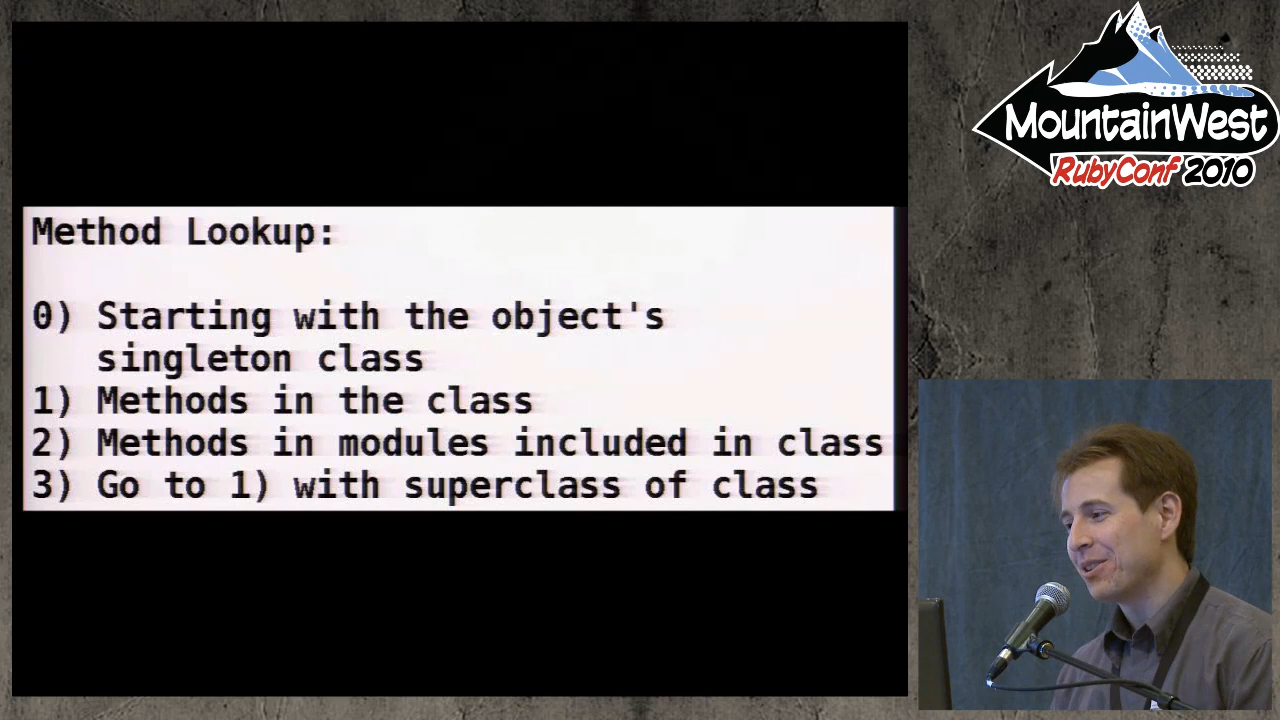 MountainWest
RubyConf 2010
Method Lookup:
0) Starting with the object's
singleton class
1) Methods in the class
2) Methods in modules included in class
3) Go to 1) with superclass of class